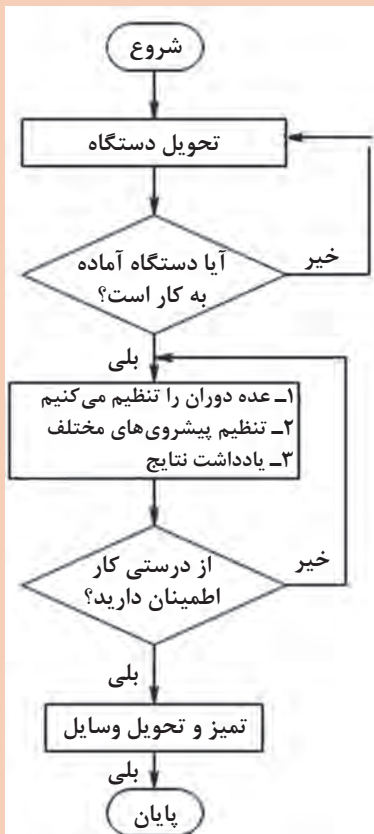 شروع
تحویل دستگاه
آیا دستگاه آماده
به کار است؟
خیر
بلی
۱ـ عده دوران را تنظیم می‌کنیم
۲ـ تنظیم پیشروی‌های مختلف
۳ـ یادداشت نتایج
از درستی کار
اطمینان دارید؟
خیر
بلی
تمیز و تحویل وسایل
بلی
پایان